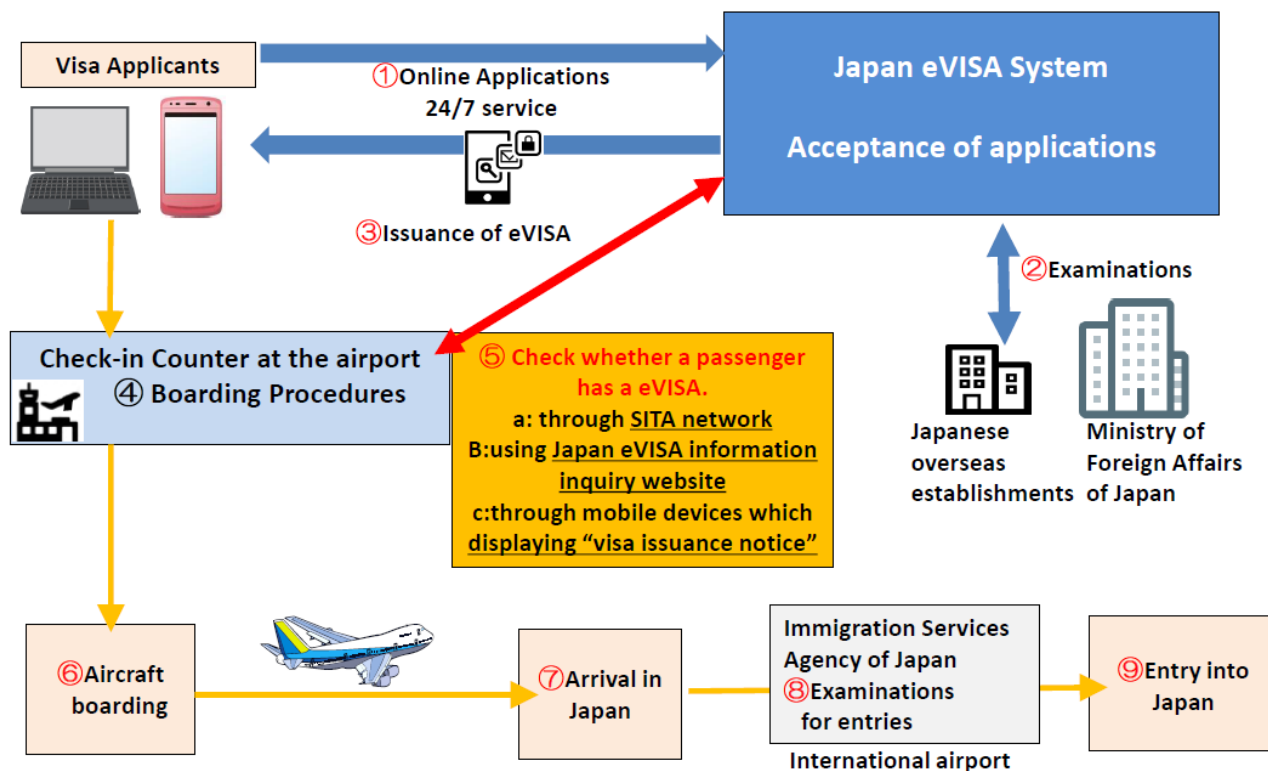 Visa Applicants
①Online Applications
24/7 service
Japan eVISA System
Acceptance of applications
③Issuance of eVISA
②Examinations
Japanese
overseas
establishments
Ministry of
Foreign Affairs
of Japan
Check-in Counter at the airport
④ Boarding Procedures
⑤ Check whether a passenger
has a eVISA.
a: through SITA network
B:using Japan eVISA information
inquiry website
c:through mobile devices which
displaying “visa issuance notice”
⑥Aircraft
boarding
⑦Arrival in
Japan
Immigration Services
Agency of Japan
⑧Examinations
for entries
International airport
⑨Entry into
Japan